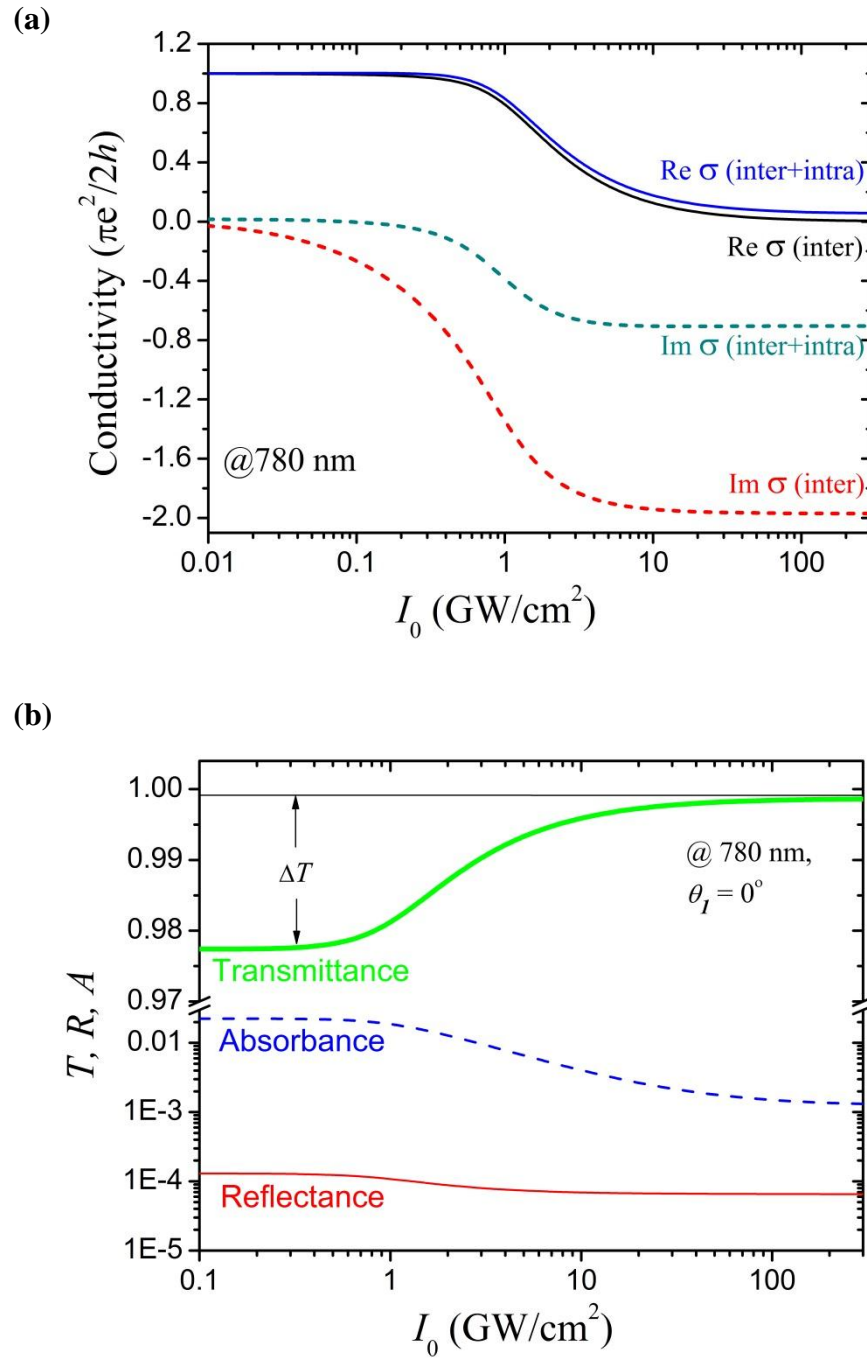 (a)
1.2
0.8
0.4
0.0
-0.4
-0.8
-1.2
-1.6
-2.0
Conductivity (πe²/2h)
Re σ (inter+intra)
Re σ (inter)
Im σ (inter+intra)
Im σ (inter)
@780 nm
0.01 0.1 1 10 100
I₀ (GW/cm²)
(b)
1.00
0.99
0.98
0.97
0.01
1E-3
1E-4
1E-5
T, R, A
ΔT
@ 780 nm,
θ₁ = 0°
Transmittance
Absorbance
Reflectance
0.1 1 10 100
I₀ (GW/cm²)